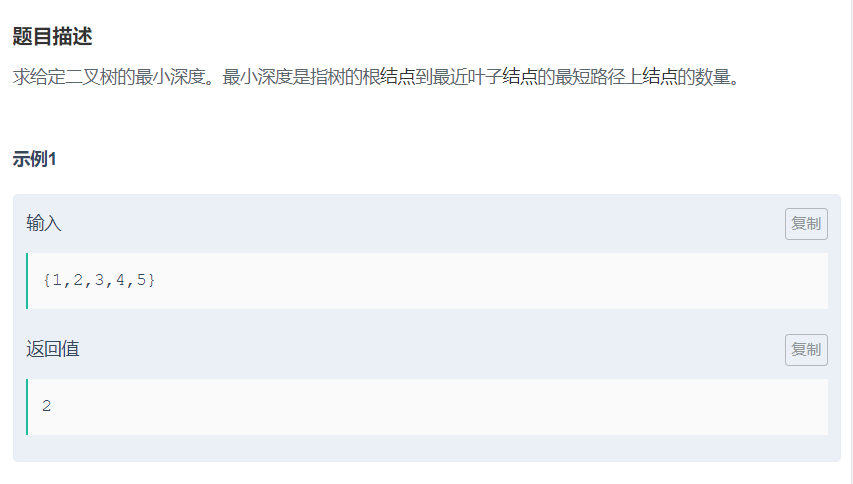 题目描述
求给定二叉树的最小深度。最小深度是指树的根结点到最近叶子结点的最短路径上结点的数量。
示例1
输入
复制
{1,2,3,4,5}
返回值
复制
2